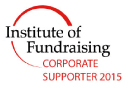 Institute of
Fundraising
CORPORATE
SUPPORTER 2015